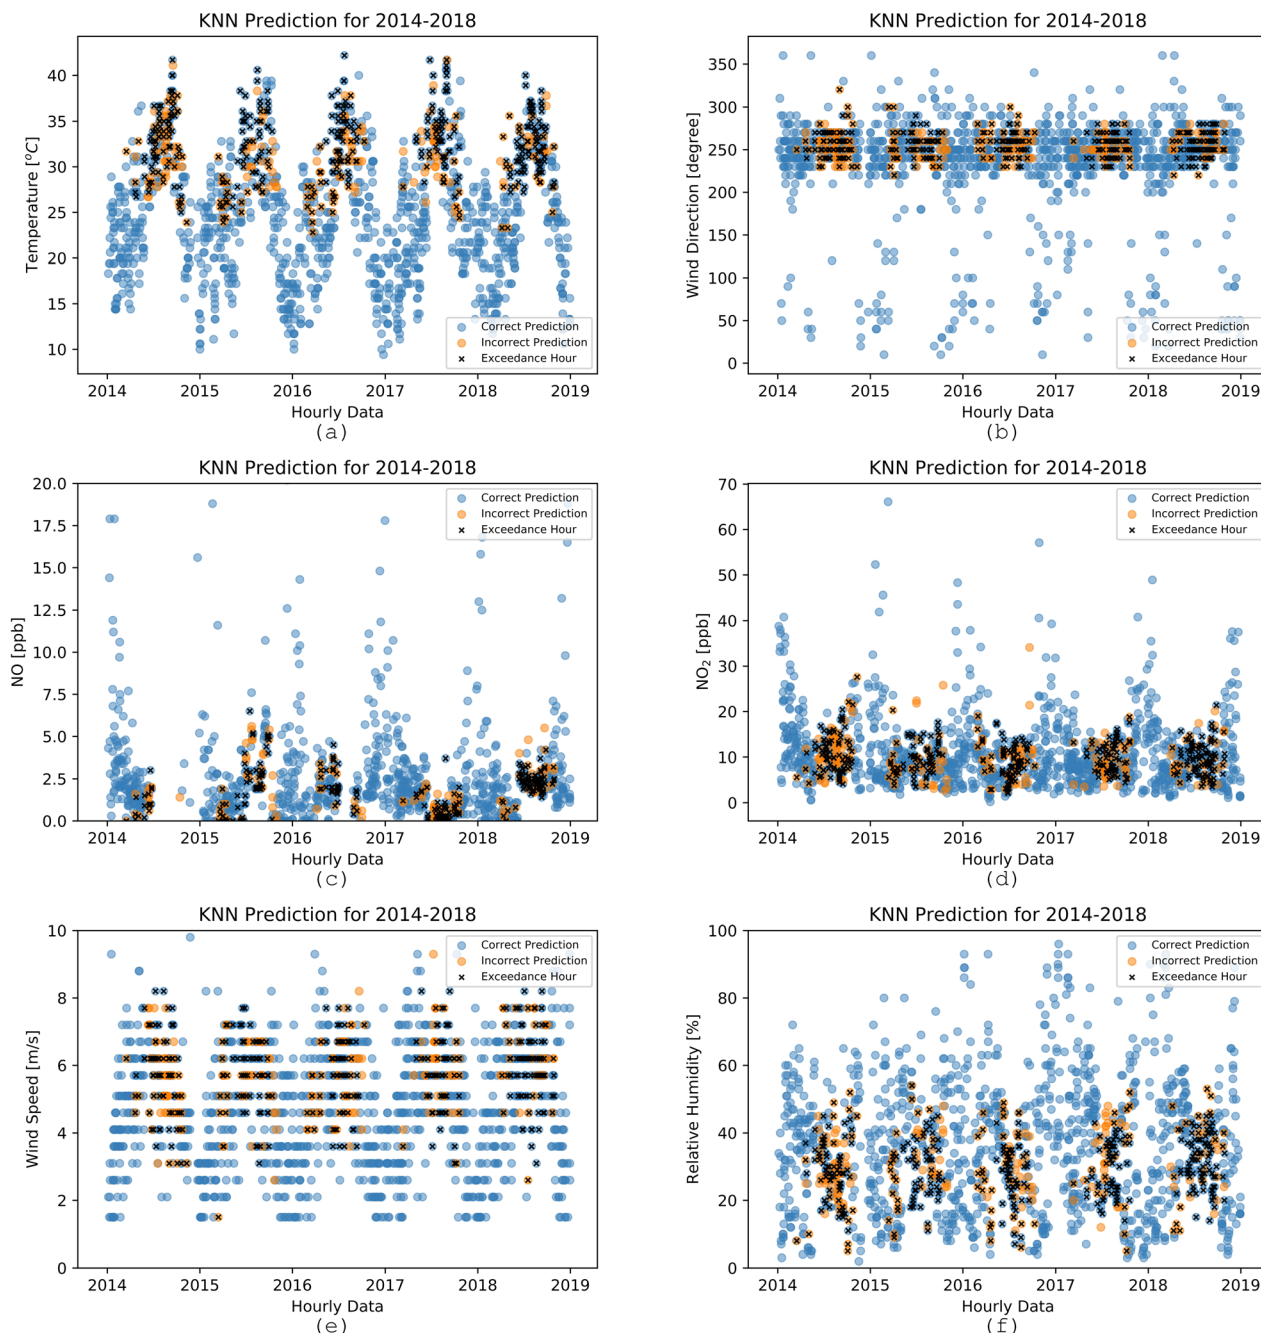 KNN Prediction for 2014-2018
Temperature [°C]
40
35
30
25
20
15
10
Correct Prediction
Incorrect Prediction
Exceedance Hour
2014 2015 2016 2017 2018 2019
Hourly Data
(a)
KNN Prediction for 2014-2018
Wind Direction [degree]
350
300
250
200
150
100
50
0
Correct Prediction
Incorrect Prediction
Exceedance Hour
2014 2015 2016 2017 2018 2019
Hourly Data
(b)
KNN Prediction for 2014-2018
NO [ppb]
20.0
17.5
15.0
12.5
10.0
7.5
5.0
2.5
0.0
Correct Prediction
Incorrect Prediction
Exceedance Hour
2014 2015 2016 2017 2018 2019
Hourly Data
(c)
KNN Prediction for 2014-2018
NO₂ [ppb]
70
60
50
40
30
20
10
0
Correct Prediction
Incorrect Prediction
Exceedance Hour
2014 2015 2016 2017 2018 2019
Hourly Data
(d)
KNN Prediction for 2014-2018
Wind Speed [m/s]
10
8
6
4
2
0
Correct Prediction
Incorrect Prediction
Exceedance Hour
2014 2015 2016 2017 2018 2019
Hourly Data
(e)
KNN Prediction for 2014-2018
Relative Humidity [%]
100
80
60
40
20
0
Correct Prediction
Incorrect Prediction
Exceedance Hour
2014 2015 2016 2017 2018 2019
Hourly Data
(f)